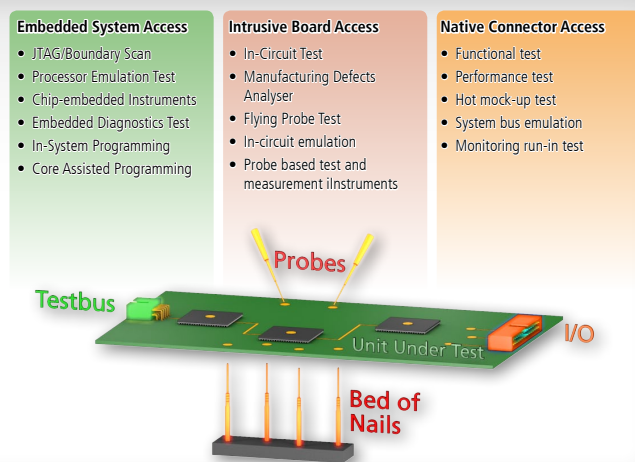 Embedded System Access
• JTAG/Boundary Scan
• Processor Emulation Test
• Chip-embedded Instruments
• Embedded Diagnostics Test
• In-System Programming
• Core Assisted Programming
Intrusive Board Access
• In-Circuit Test
• Manufacturing Defects
Analyser
• Flying Probe Test
• In-circuit emulation
• Probe based test and
measurement iInstruments
Native Connector Access
• Functional test
• Performance test
• Hot mock-up test
• System bus emulation
• Monitoring run-in test
Probes
Testbus
I/O
Unit Under Test
Bed of
Nails